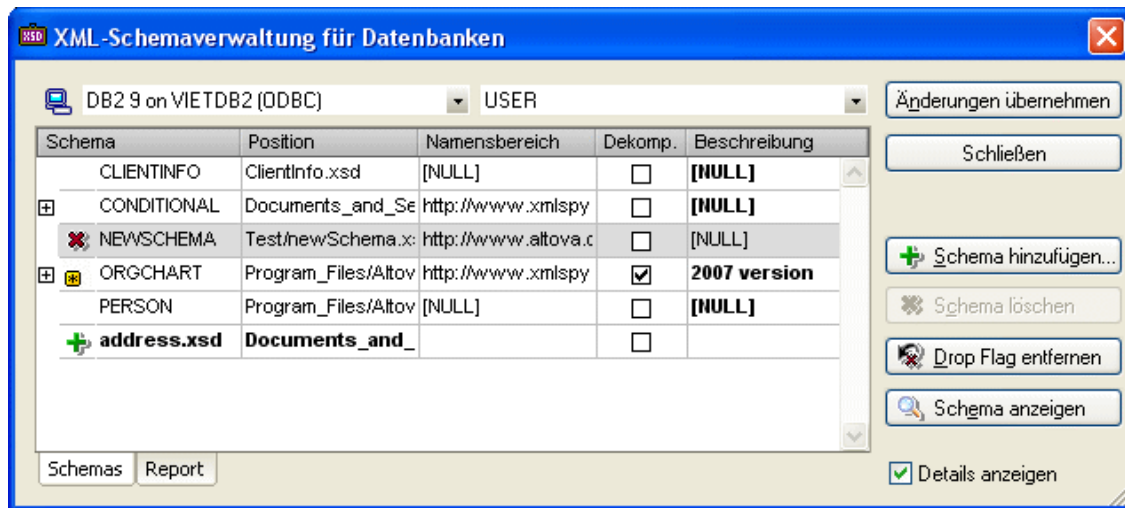 XSD XML-Schemaverwaltung für Datenbanken
DB2 9 on VIETDB2 (ODBC) USER Änderungen übernehmen
Schema Position Namensbereich Dekomp. Beschreibung
Schließen
CLIENTINFO ClientInfo.xsd [NULL] [NULL]
CONDITIONAL Documents_and_Se http://www.xmlspy [NULL]
NEWSCHEMA Test/newSchema.x http://www.altova.c [NULL]
Schema hinzufügen...
ORGCHART Program_Files/Altov http://www.xmlspy 2007 version
PERSON Program_Files/Altov [NULL] [NULL]
Schema löschen
address.xsd Documents_and_
Drop Flag entfernen
Schema anzeigen
Schemas Report
Details anzeigen